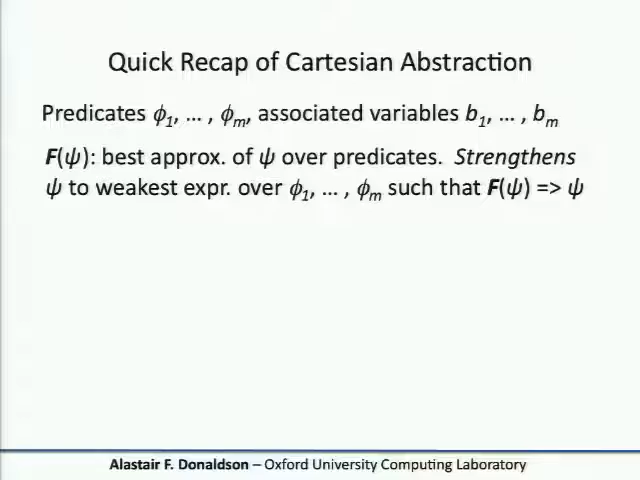 Quick Recap of Cartesian Abstraction
Predicates ϕ1, … , ϕm, associated variables b1, … , bm
F(ψ): best approx. of ψ over predicates. Strengthens
ψ to weakest expr. over ϕ1, … , ϕm such that F(ψ) => ψ
Alastair F. Donaldson – Oxford University Computing Laboratory